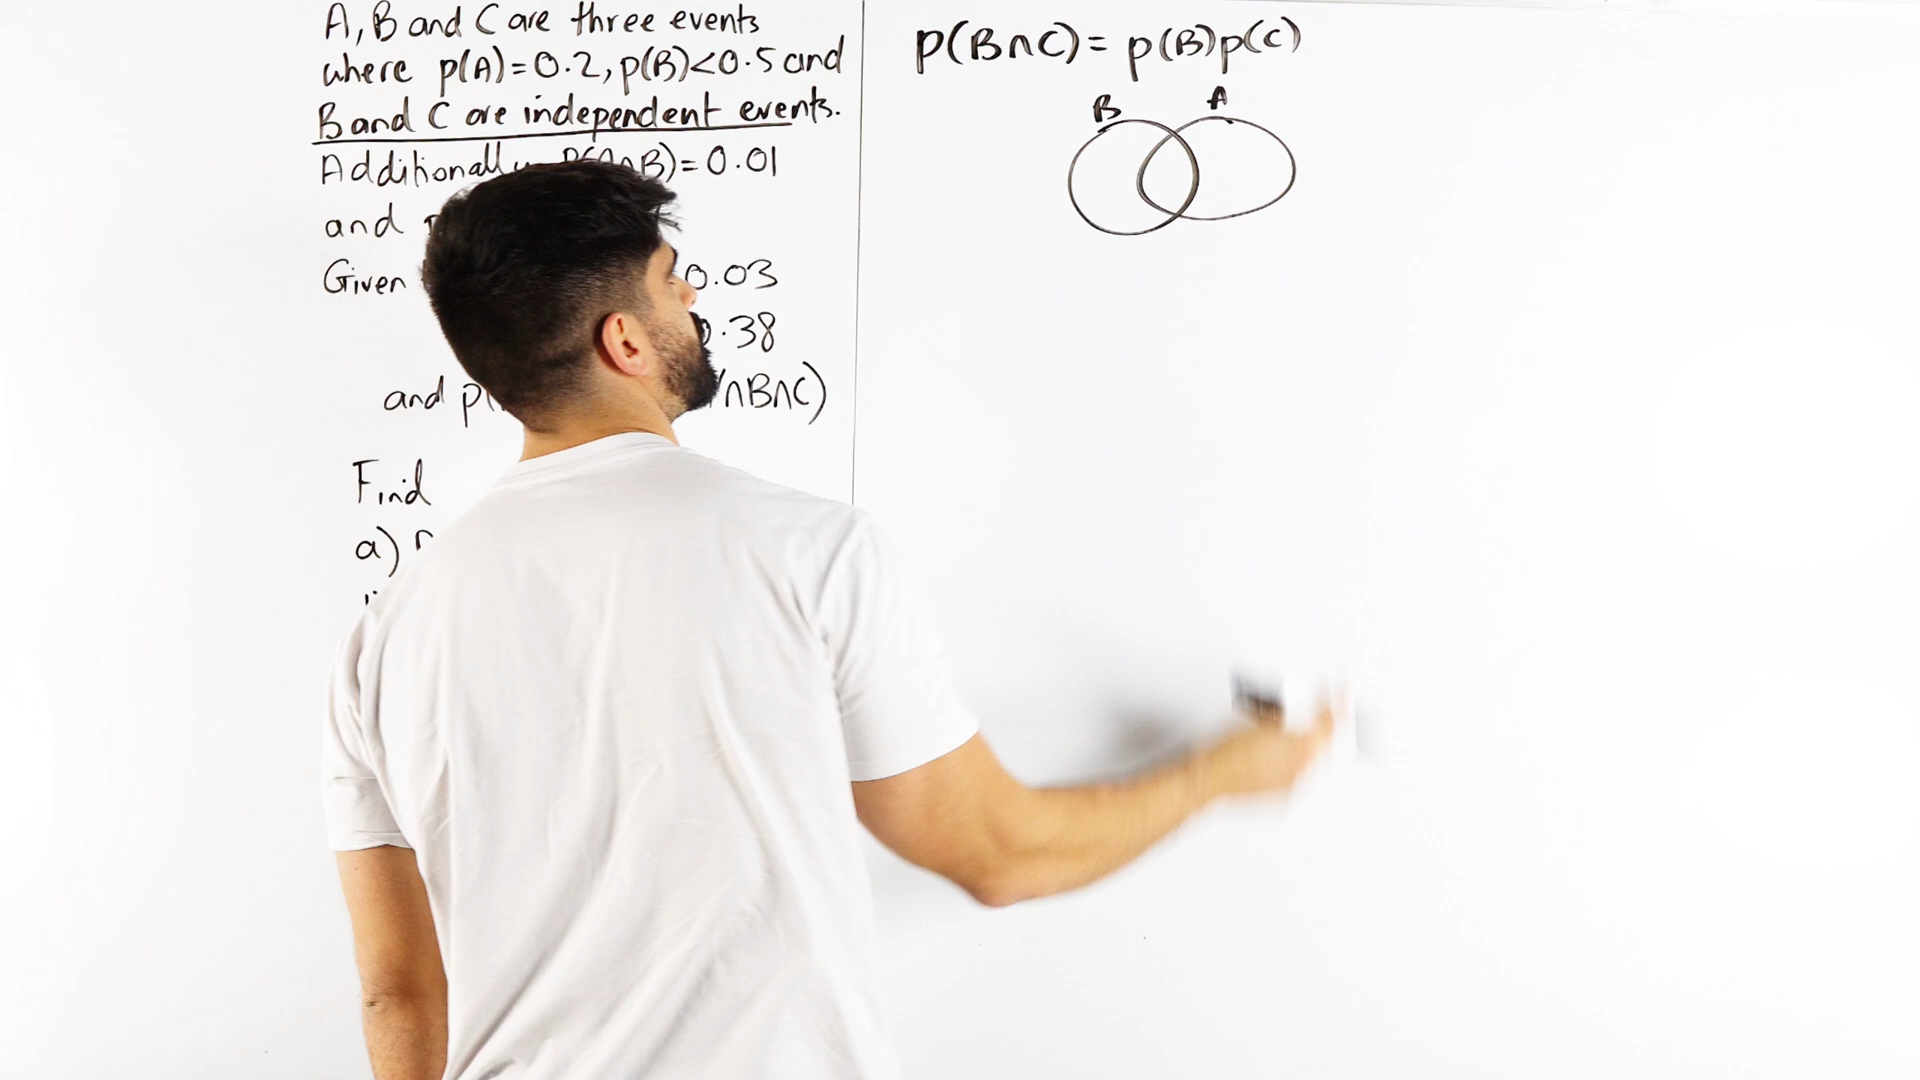 A, B and C are three events
where p(A)=0.2, p(B)<0.5 and
B and C are independent events.
Additionally =0.01
and
Given 0.03
.38
and p( ∩B∩C)
Find
a)
p(B∩C)= p(B)p(C)
B A